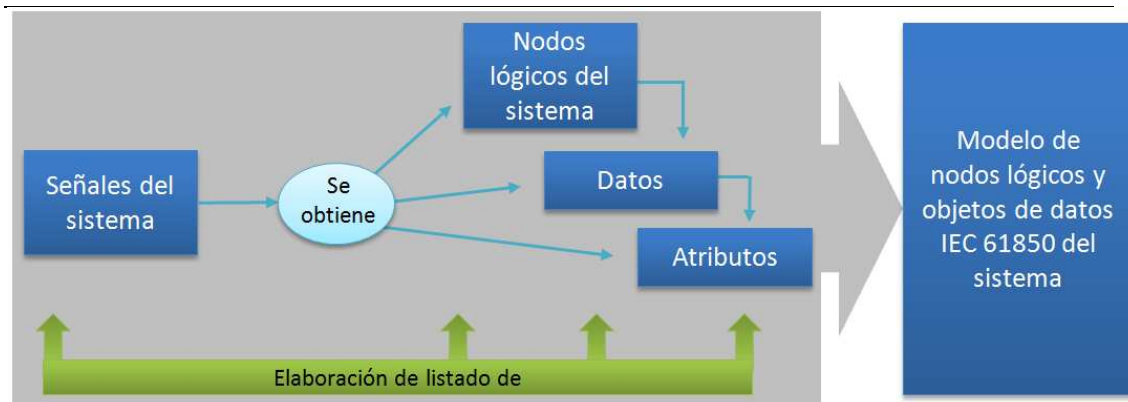 Señales del
sistema
Se
obtiene
Nodos
lógicos del
sistema
Datos
Atributos
Elaboración de listado de
Modelo de
nodos lógicos y
objetos de datos
IEC 61850 del
sistema